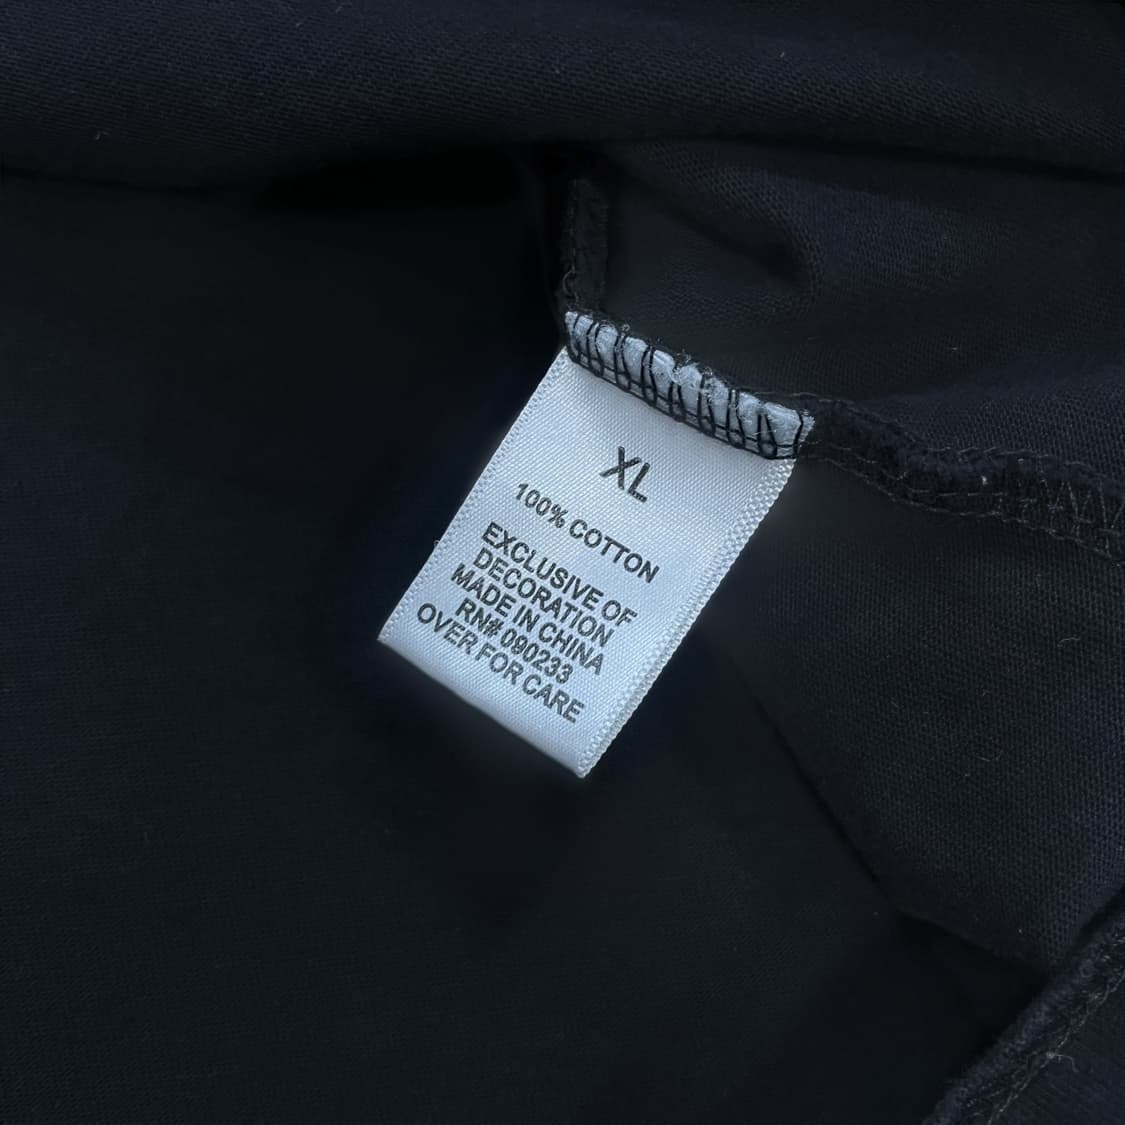 XL
100% COTTON
EXCLUSIVE OF
DECORATION
MADE IN CHINA
RN# 090233
OVER FOR CARE